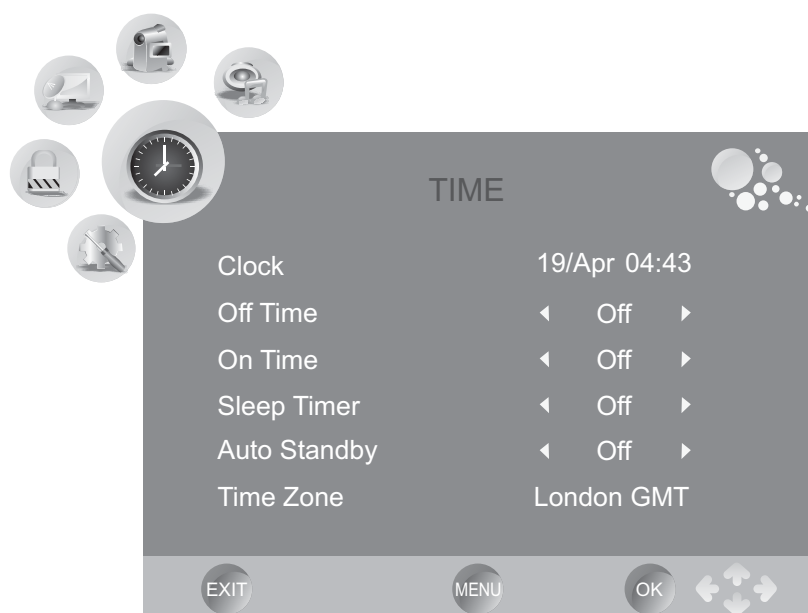 TIME
Clock 19/Apr 04:43
Off Time Off
On Time Off
Sleep Timer Off
Auto Standby Off
Time Zone London GMT
EXIT MENU OK